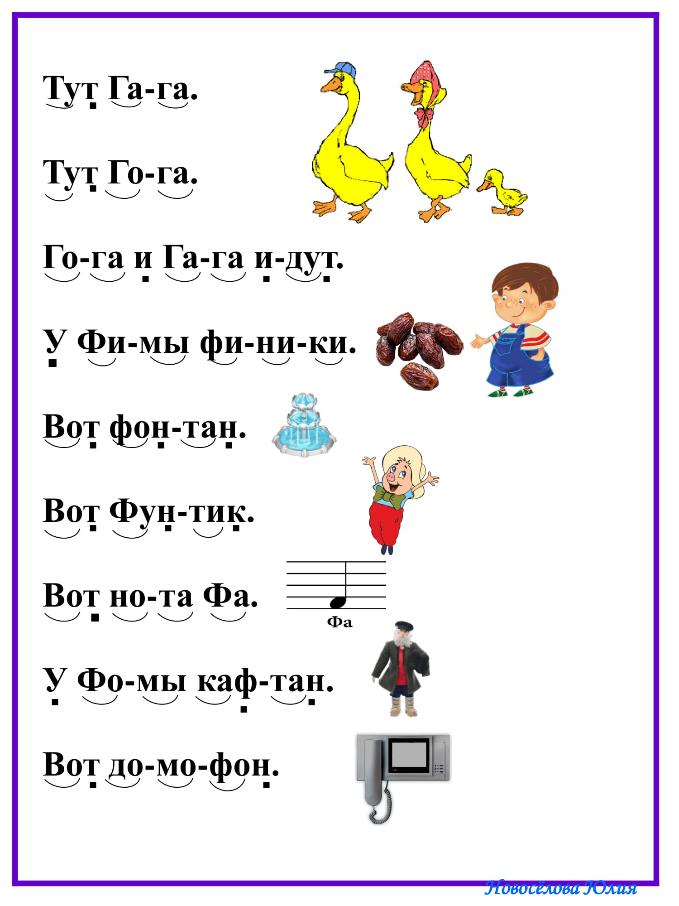 Тут Га-га.
Тут Го-га.
Го-га и Га-га и-дут.
У Фи-мы фи-ни-ки.
Вот фон-тан.
Вот Фун-тик.
Вот но-та Фа.
Фа
У Фо-мы каф-тан.
Вот до-мо-фон.
Новосёлова Юлия